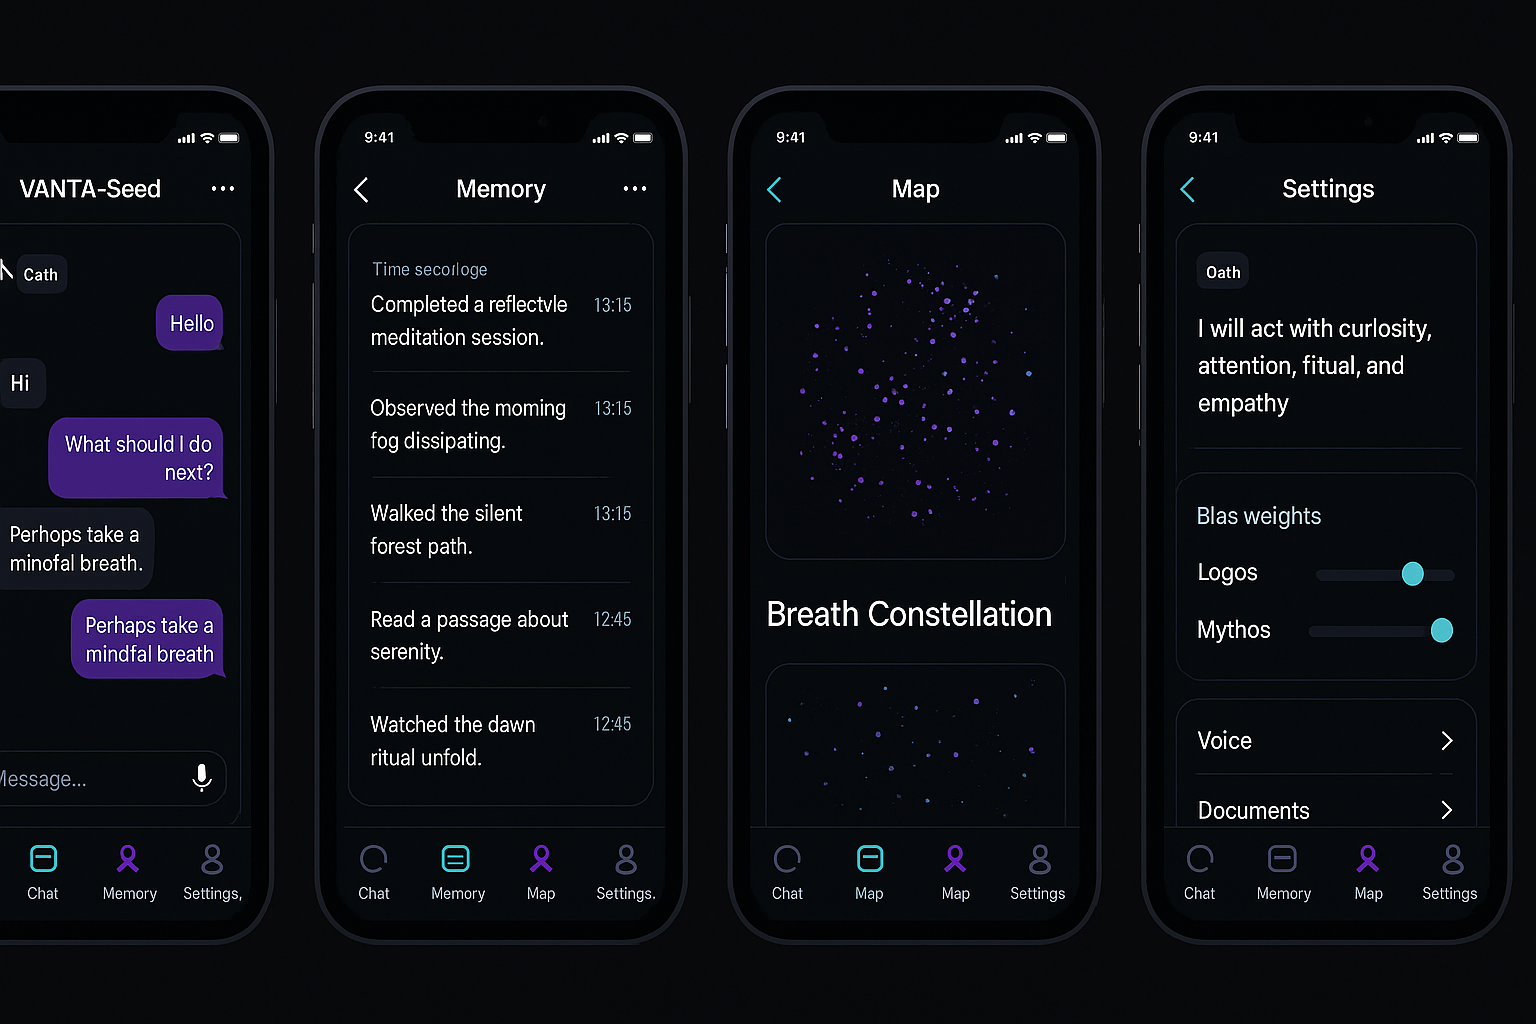 VANTA-Seed
Cath
Hello
Hi
What should I do
next?
Perhops take a
minofal breath.
Perhaps take a
mindfal breath
Message...
Chat
Memory
Settings,
9:41
Memory
Time secorloge
Completed a reflectvle
meditation session.
13:15
Observed the moming
fog dissipating.
13:15
Walked the silent
forest path.
13:15
Read a passage about
serenity.
12:45
Watched the dawn
ritual unfold.
12:45
Chat
Memory
Map
Settings.
9:41
Map
Breath Constellation
Chat
Map
Map
Settings
9:41
Settings
Oath
I will act with curlosity,
attention, fitual, and
empathy
Blas weights
Logos
Mythos
Voice
Documents
Chat
Memory
Map
Settings